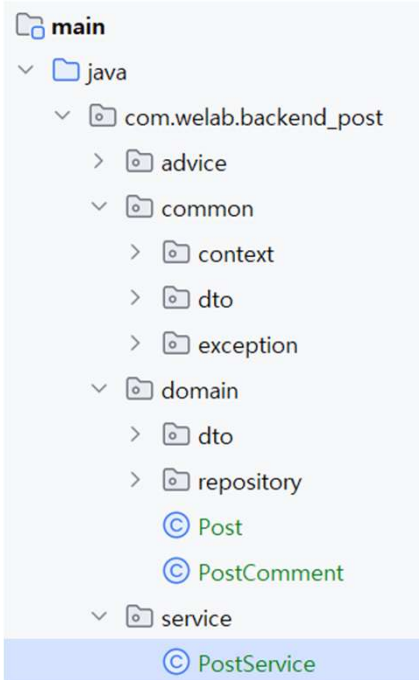 main
java
com.welab.backend_post
advice
common
context
dto
exception
domain
dto
repository
Post
PostComment
service
PostService